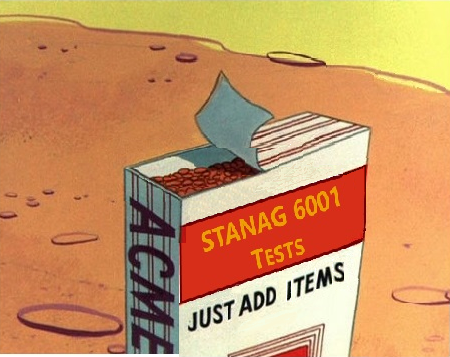 STANAG 6001
TESTS
JUST ADD ITEMS
ACME